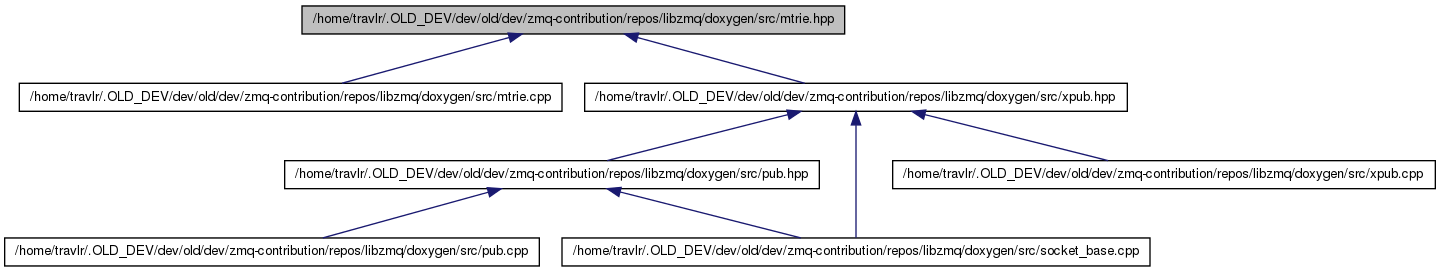 /home/travlr/.OLD_DEV/dev/old/dev/zmq-contribution/repos/libzmq/doxygen/src/mtrie.hpp
/home/travlr/.OLD_DEV/dev/old/dev/zmq-contribution/repos/libzmq/doxygen/src/mtrie.cpp
/home/travlr/.OLD_DEV/dev/old/dev/zmq-contribution/repos/libzmq/doxygen/src/xpub.hpp
/home/travlr/.OLD_DEV/dev/old/dev/zmq-contribution/repos/libzmq/doxygen/src/pub.hpp
/home/travlr/.OLD_DEV/dev/old/dev/zmq-contribution/repos/libzmq/doxygen/src/xpub.cpp
/home/travlr/.OLD_DEV/dev/old/dev/zmq-contribution/repos/libzmq/doxygen/src/pub.cpp
/home/travlr/.OLD_DEV/dev/old/dev/zmq-contribution/repos/libzmq/doxygen/src/socket_base.cpp